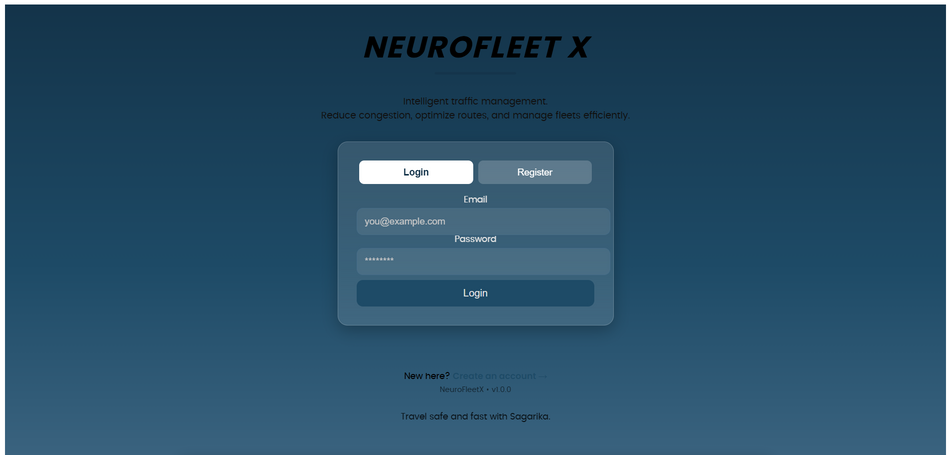 NEUROFLEET X
Intelligent traffic management.
Reduce congestion, optimize routes, and manage fleets efficiently.
Login Register
Email
you@example.com
Password
********
Login
New here? Create an account →
NeuroFleetX • v1.0.0
Travel safe and fast with Sagarika.